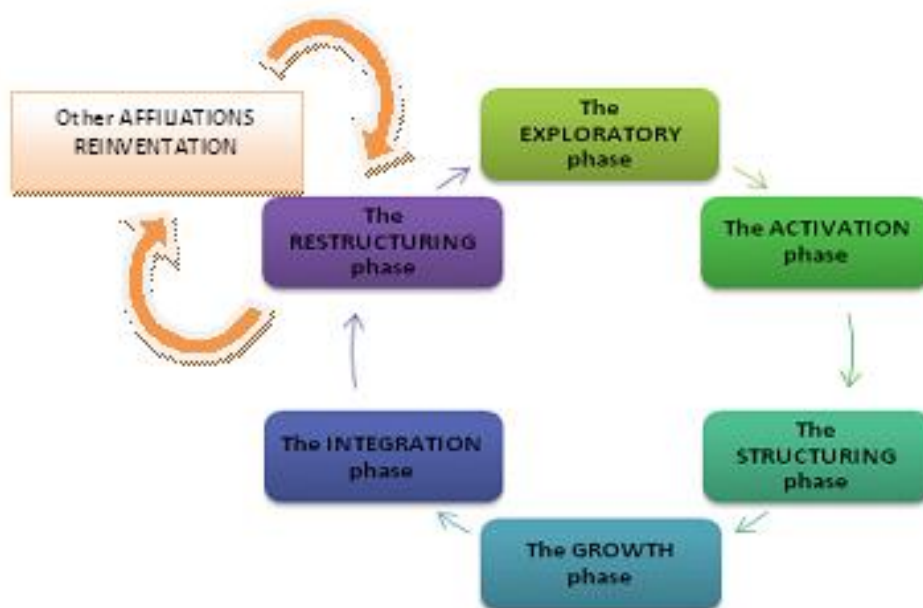 Other AFFILIATIONS
REINVENTATION
The
EXPLORATORY
phase
The ACTIVATION
phase
The
STRUCTURING
phase
The GROWTH
phase
The INTEGRATION
phase
The
RESTRUCTURING
phase